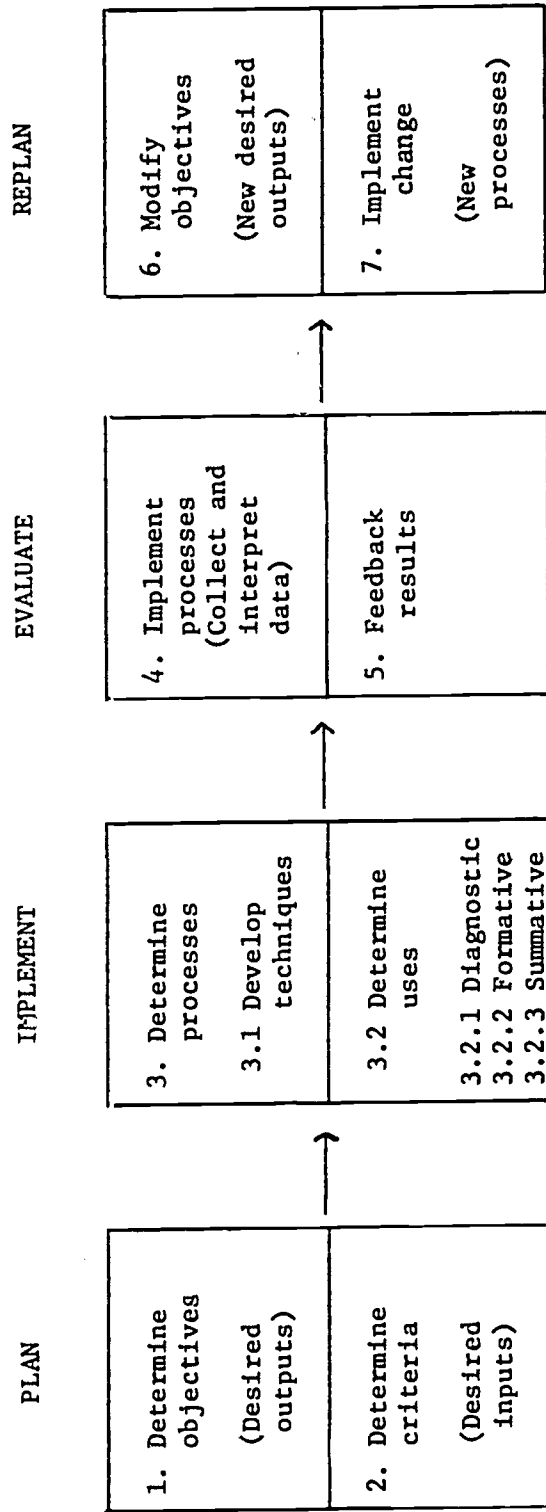 PLAN
IMPLEMENT
EVALUATE
REPLAN
1. Determine
objectives
(Desired
outputs)
2. Determine
criteria
(Desired
inputs)
3. Determine
processes
3.1 Develop
techniques
3.2 Determine
uses
3.2.1 Diagnostic
3.2.2 Formative
3.2.3 Summative
4. Implement
processes
(Collect and
interpret
data)
5. Feedback
results
6. Modify
objectives
(New desired
outputs)
7. Implement
change
(New
processes)